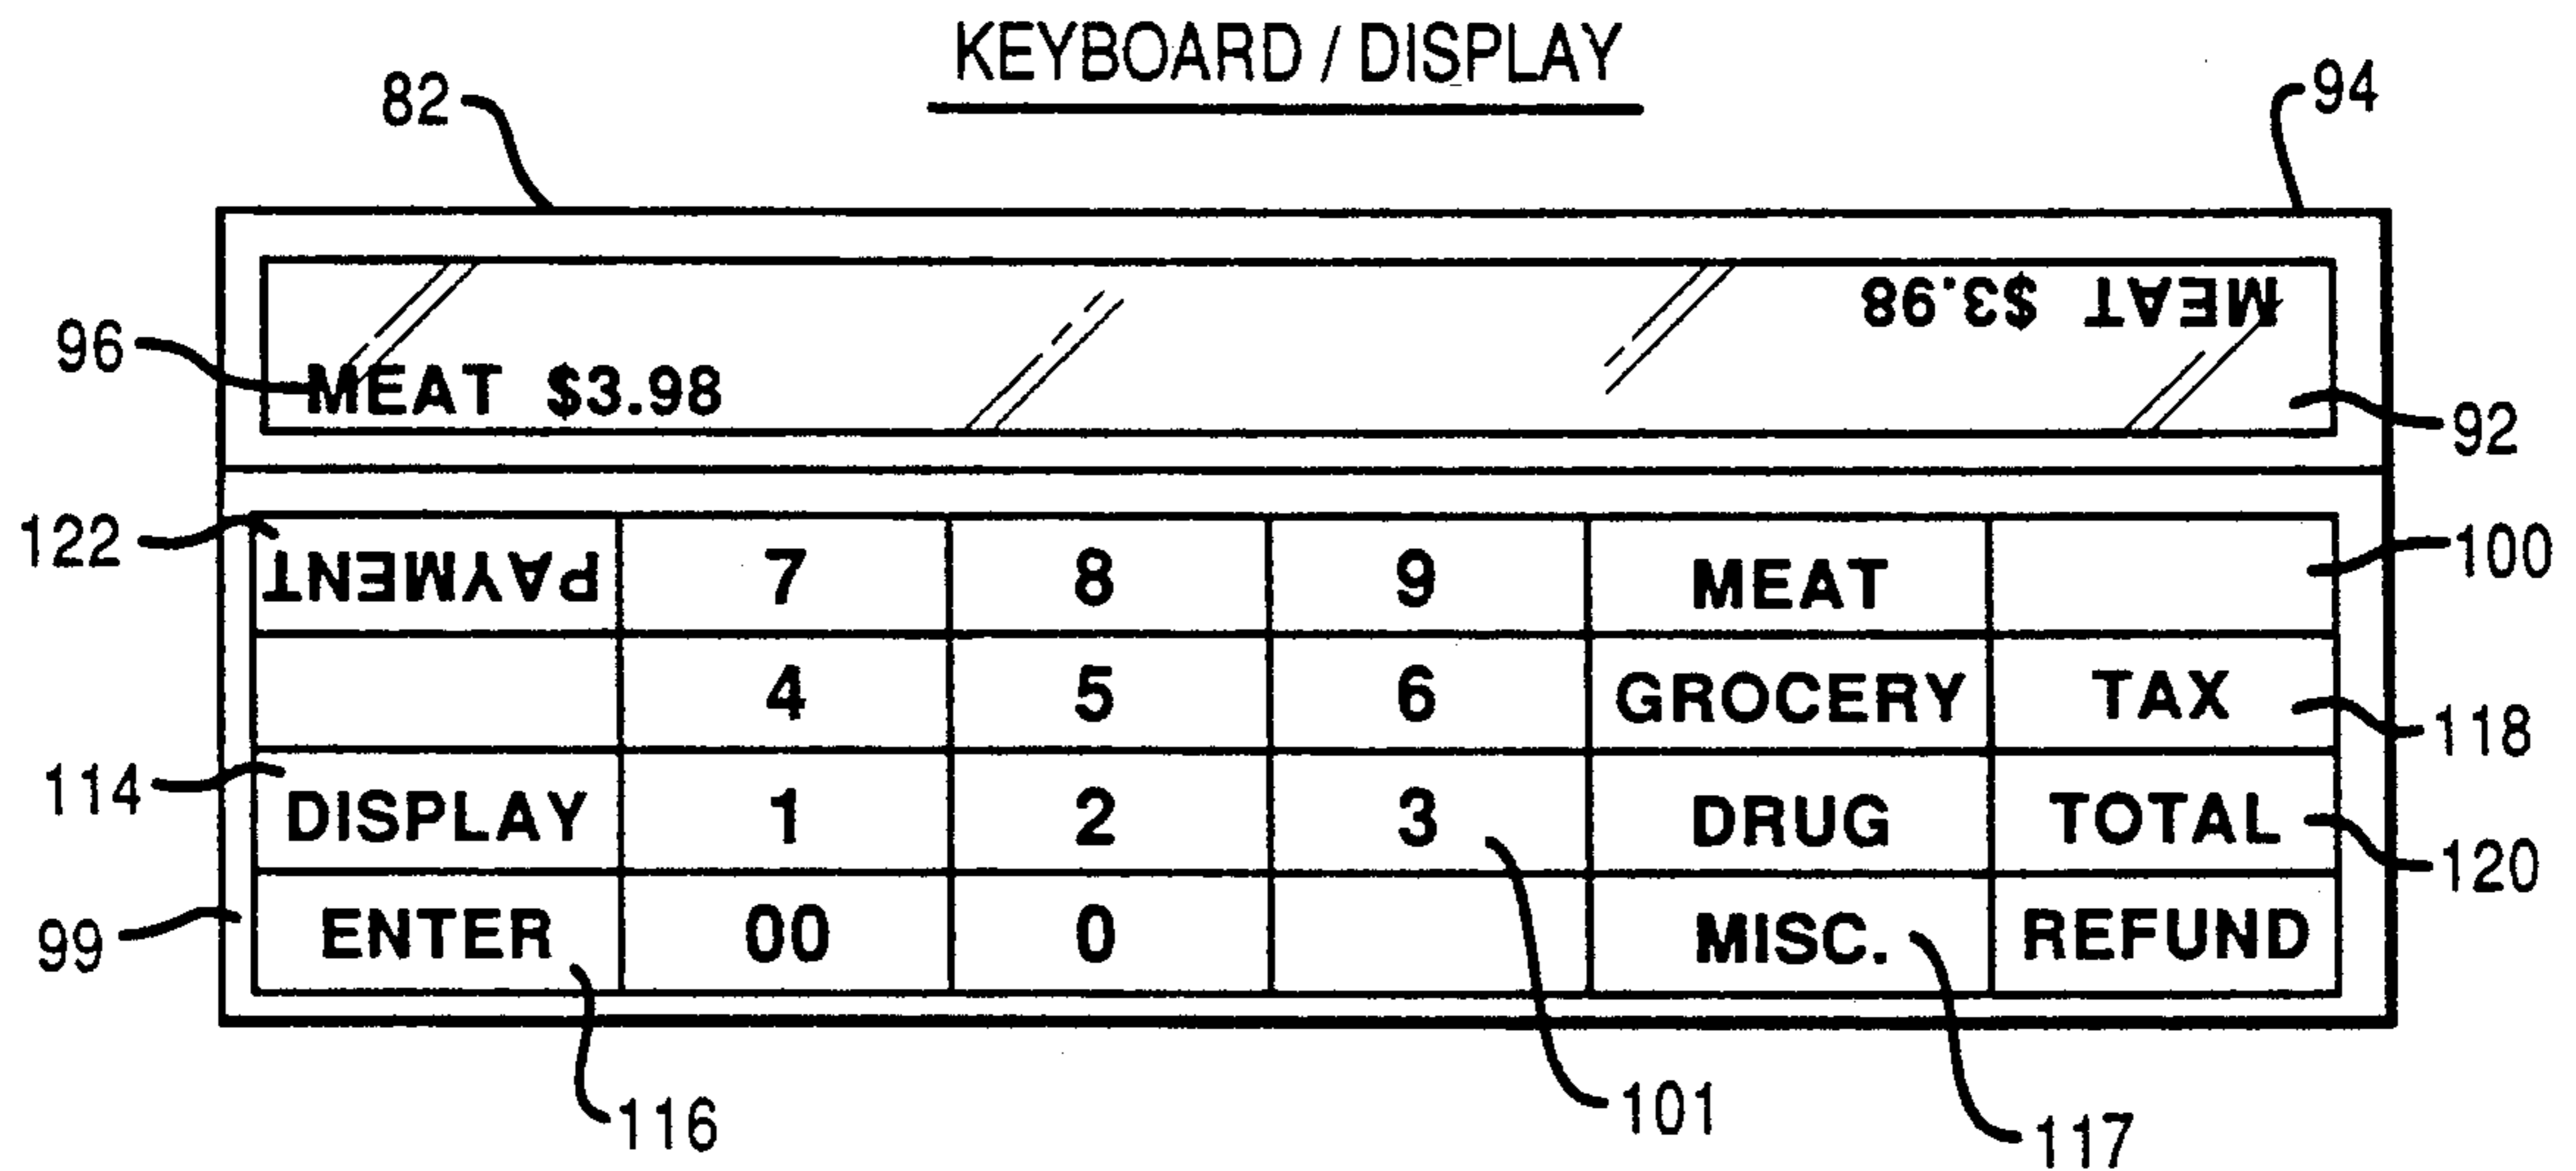 KEYBOARD / DISPLAY
82
94
MEAT $3.98
96
MEAT $3.98
92
122
PAYMENT 7 8 9 MEAT
100
4 5 6 GROCERY TAX
118
114
DISPLAY 1 2 3 DRUG TOTAL
120
99
ENTER 00 0 MISC. REFUND
116
101
117